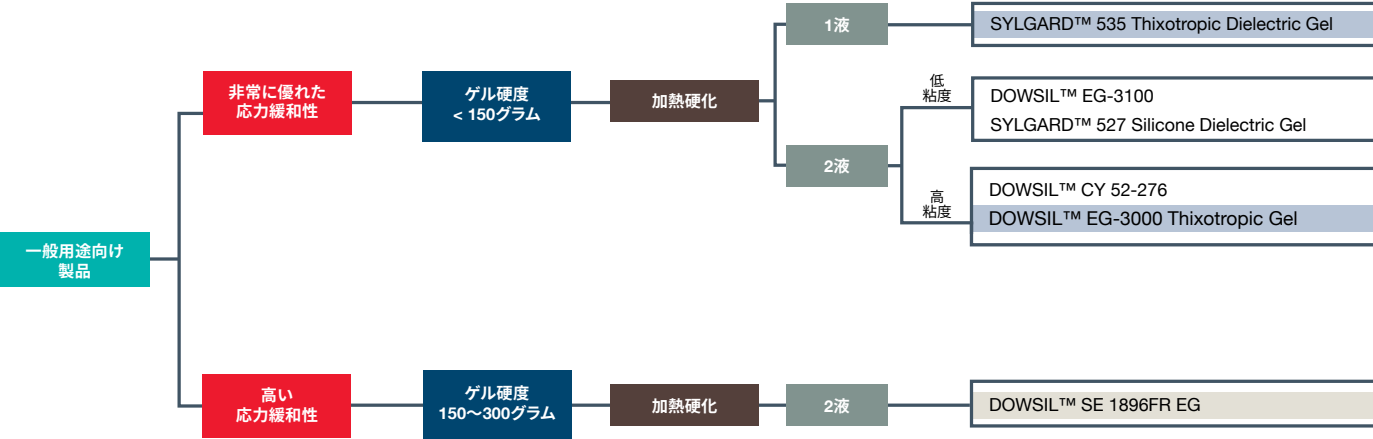 一般用途向け
製品
非常に優れた
応力緩和性
ゲル硬度
< 150グラム
加熱硬化
1液
SYLGARD™ 535 Thixotropic Dielectric Gel
2液
低
粘度
DOWSIL™ EG-3100
SYLGARD™ 527 Silicone Dielectric Gel
高
粘度
DOWSIL™ CY 52-276
DOWSIL™ EG-3000 Thixotropic Gel
高い
応力緩和性
ゲル硬度
150〜300グラム
加熱硬化
2液
DOWSIL™ SE 1896FR EG